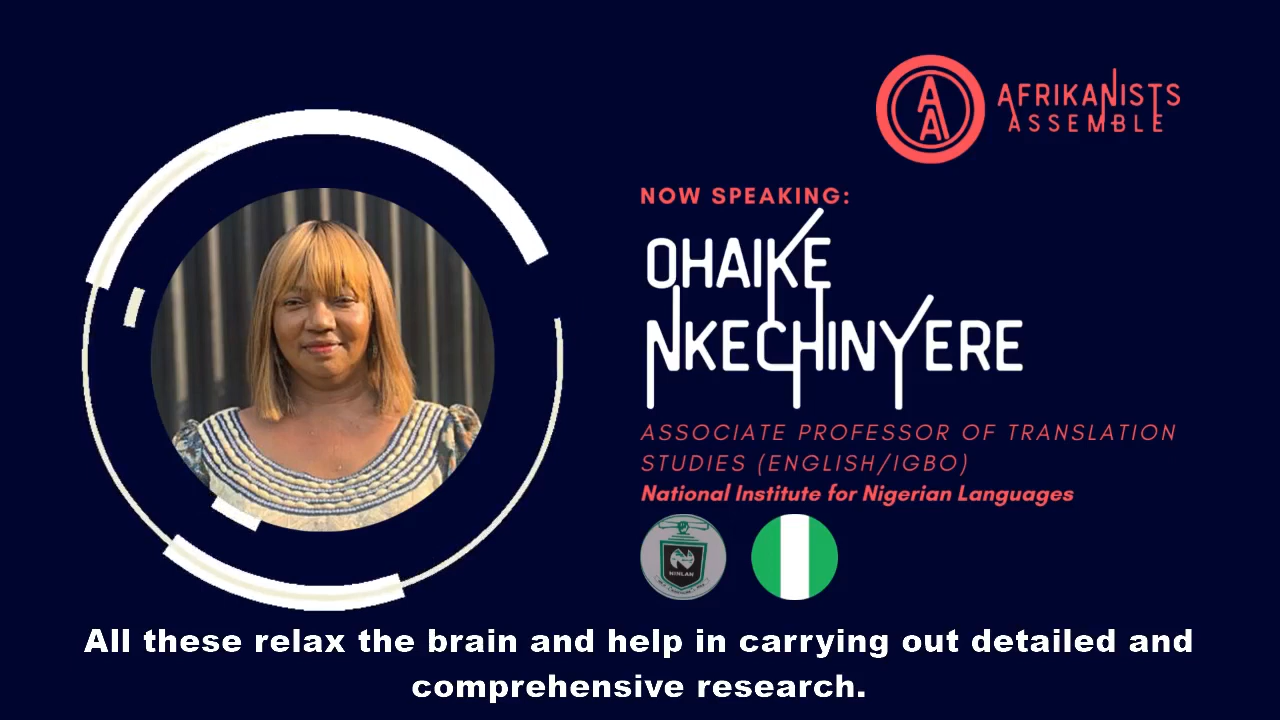 AFRIKANISTS
ASSEMBLE
AA
NOW SPEAKING:
OHAIKE
NKECHINYERE
ASSOCIATE PROFESSOR OF TRANSLATION
STUDIES (ENGLISH/IGBO)
National Institute for Nigerian Languages
NINLAN
All these relax the brain and help in carrying out detailed and
comprehensive research.